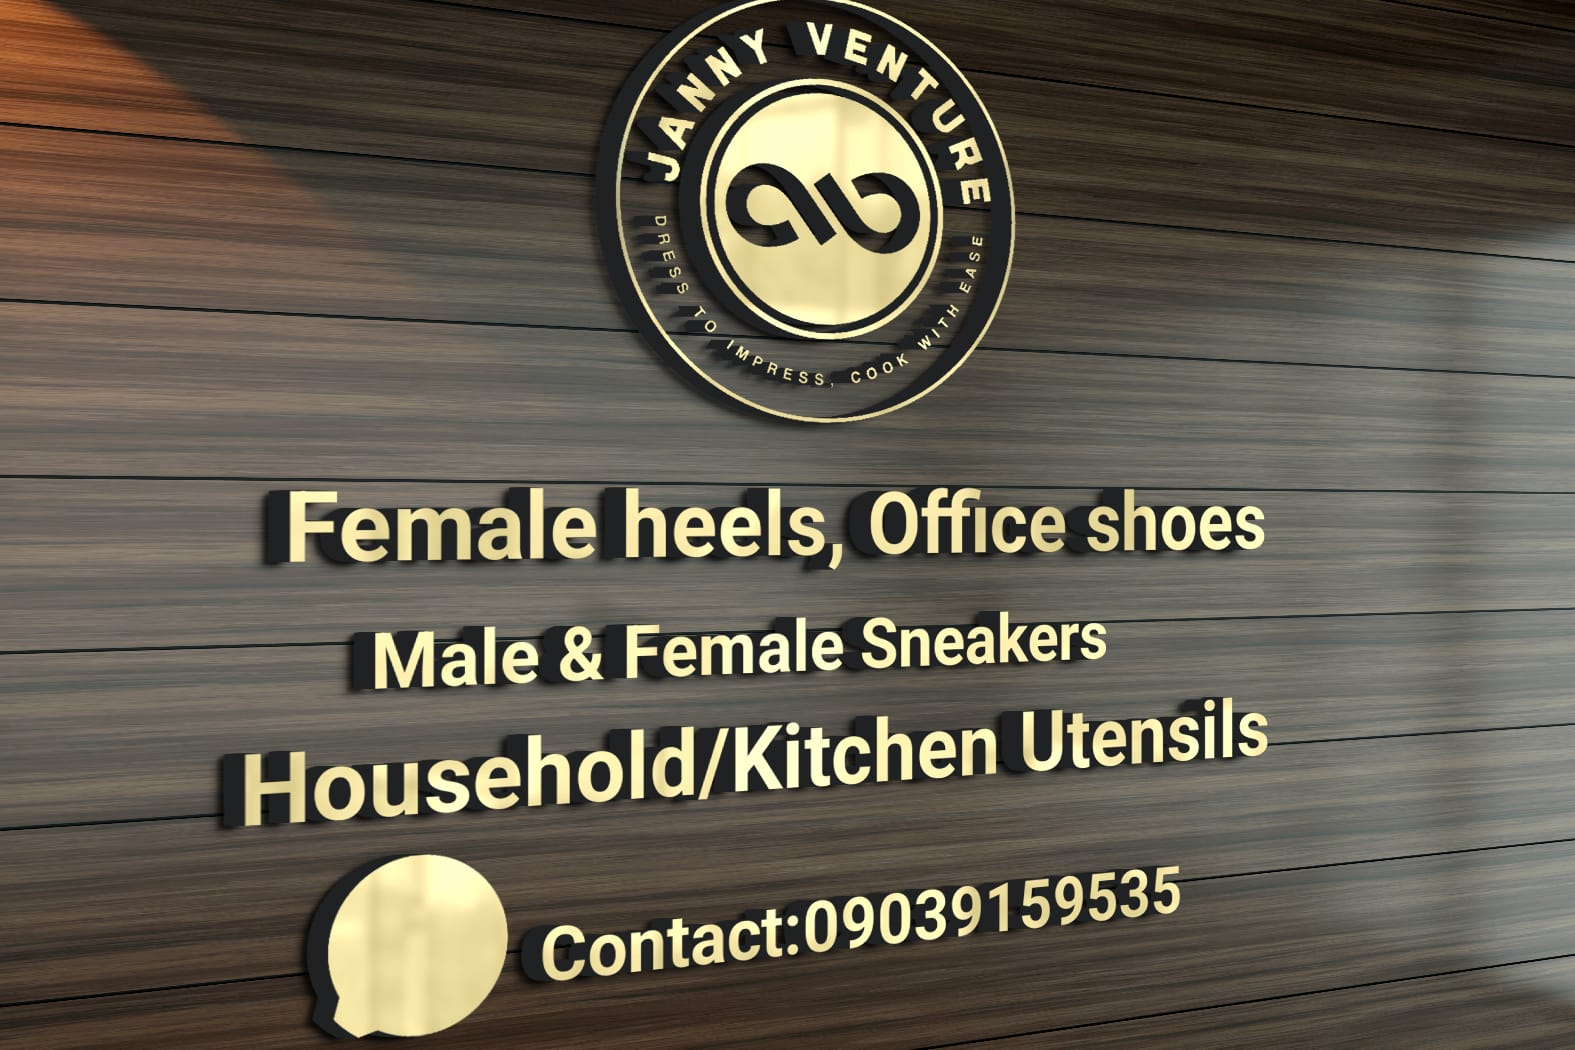 JANNY VENTURE
DRESS TO IMPRESS, COOK WITH EASE
Female heels, Office shoes
Male & Female Sneakers
Household/Kitchen Utensils
Contact:09039159535